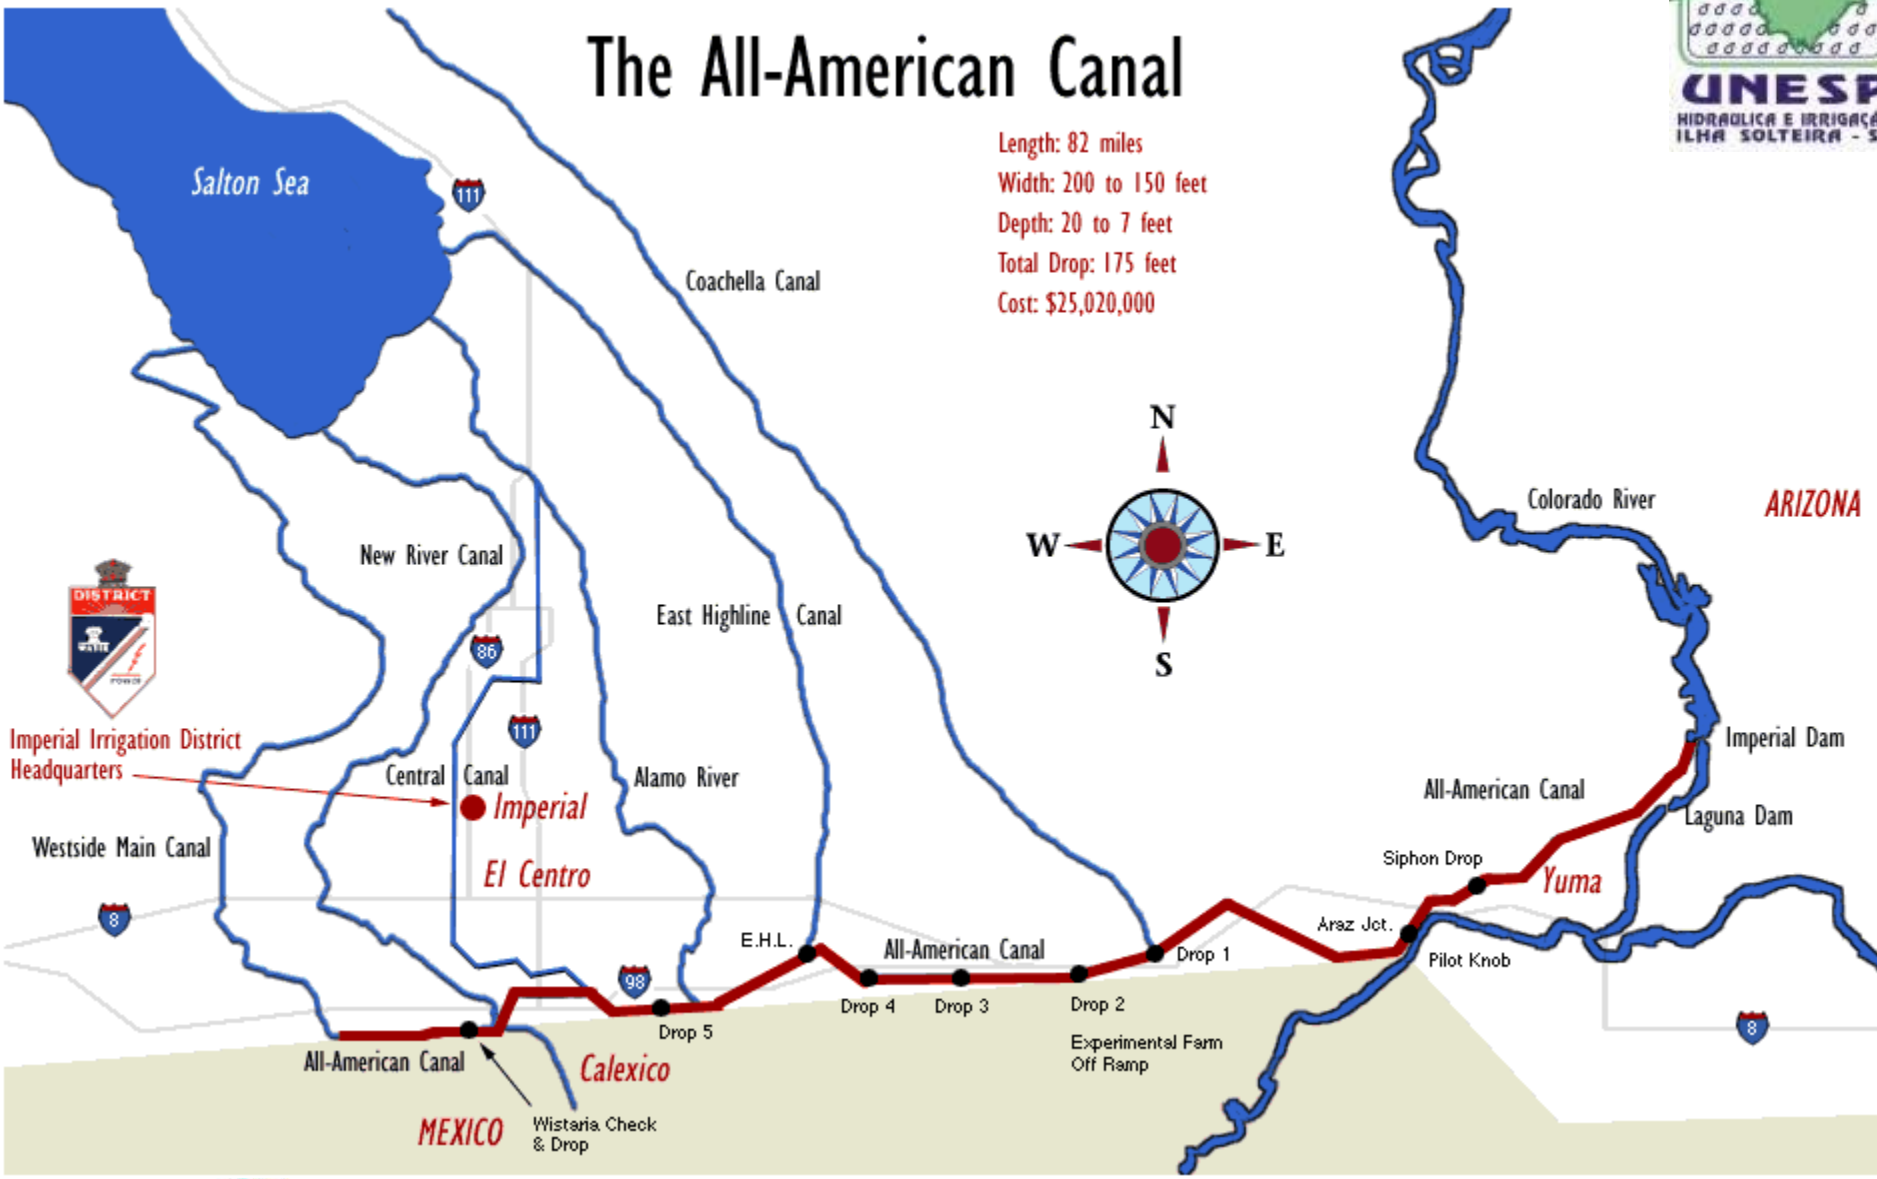 The All-American Canal
Length: 82 miles
Width: 200 to 150 feet
Depth: 20 to 7 feet
Total Drop: 175 feet
Cost: $25,020,000
UNESP
HIDRAÚLICA E IRRIGAÇÃ
ILHA SOLTEIRA - S
Salton Sea
111
Coachella Canal
N
W
E
S
Colorado River
ARIZONA
New River Canal
DISTRICT
POWER
East Highline Canal
86
111
Imperial Irrigation District
Headquarters
Central Canal
Imperial
Alamo River
Imperial Dam
All-American Canal
Laguna Dam
Westside Main Canal
El Centro
Siphon Drop
Yuma
8
E.H.L.
All-American Canal
Araz Jct.
Drop 1
Pilot Knob
98
Drop 4
Drop 3
Drop 2
Drop 5
8
Experimental Farm
Off Ramp
All-American Canal
Calexico
MEXICO
Wistaria Check
& Drop